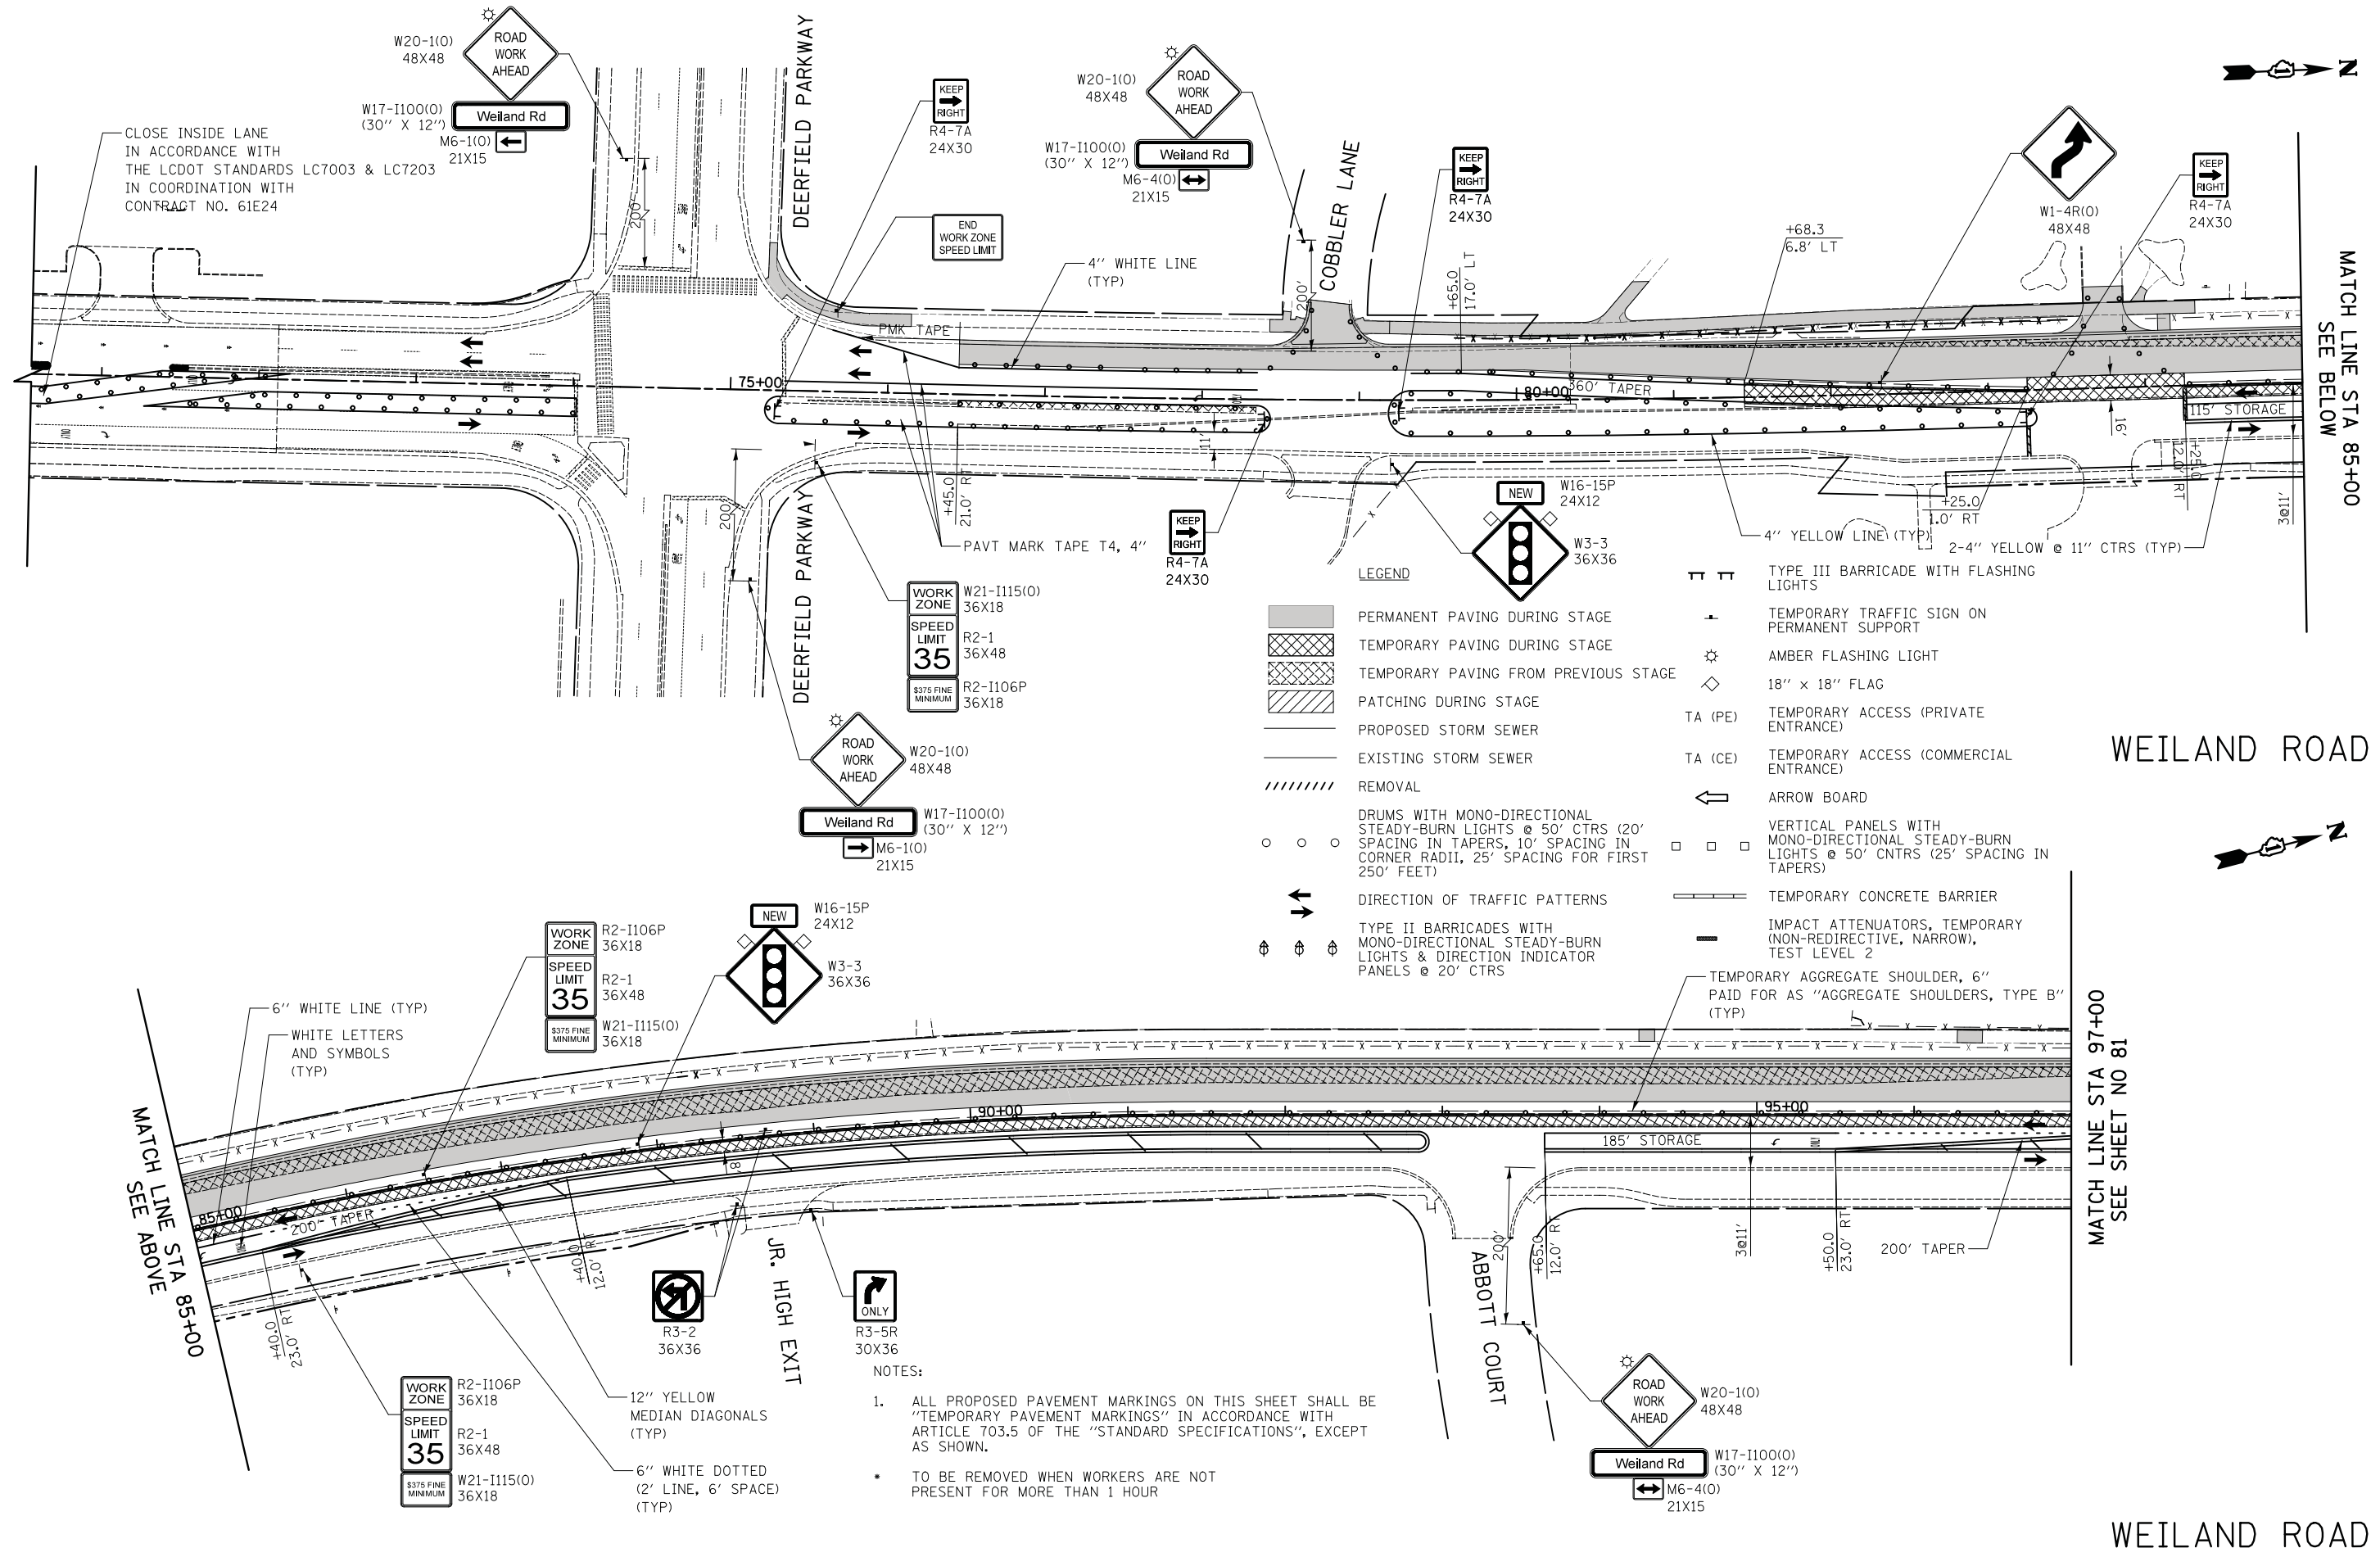 ROAD
WORK
AHEAD
W20-1(O)
48X48
W17-I100(O)
(30" X 12")
Weiland Rd
M6-1(O)
21X15
CLOSE INSIDE LANE
IN ACCORDANCE WITH
THE LCDOT STANDARDS LC7003 & LC7203
IN COORDINATION WITH
CONTRACT NO. 61E24
200'
DEERFIELD PARKWAY
KEEP
RIGHT
R4-7A
24X30
END
WORK ZONE
SPEED LIMIT
PMK TAPE
4" WHITE LINE
(TYP)
ROAD
WORK
AHEAD
W20-1(O)
48X48
W17-I100(O)
(30" X 12")
Weiland Rd
M6-4(O)
21X15
200'
COBBLER LANE
KEEP
RIGHT
R4-7A
24X30
+65.0
17.0' LT
+68.3
6.8' LT
W1-4R(O)
48X48
KEEP
RIGHT
R4-7A
24X30
N
MATCH LINE STA 85+00
SEE BELOW
75+00
80+00
360' TAPER
115' STORAGE
16'
11'
+45.0
21.0' RT
200'
DEERFIELD PARKWAY
PAVT MARK TAPE T4, 4"
KEEP
RIGHT
R4-7A
24X30
NEW
W16-15P
24X12
W3-3
36X36
+25.0
1.0' RT
+25.0
12.0' RT
3@11'
4" YELLOW LINE (TYP)
2-4" YELLOW @ 11" CTRS (TYP)
WORK
ZONE
SPEED
LIMIT
35
$375 FINE
MINIMUM
W21-I115(O)
36X18
R2-1
36X48
R2-I106P
36X18
ROAD
WORK
AHEAD
W20-1(O)
48X48
Weiland Rd
W17-I100(O)
(30" X 12")
M6-1(O)
21X15
LEGEND
PERMANENT PAVING DURING STAGE
TEMPORARY PAVING DURING STAGE
TEMPORARY PAVING FROM PREVIOUS STAGE
PATCHING DURING STAGE
PROPOSED STORM SEWER
EXISTING STORM SEWER
REMOVAL
DRUMS WITH MONO-DIRECTIONAL
STEADY-BURN LIGHTS @ 50' CTRS (20'
SPACING IN TAPERS, 10' SPACING IN
CORNER RADII, 25' SPACING FOR FIRST
250' FEET)
DIRECTION OF TRAFFIC PATTERNS
TYPE II BARRICADES WITH
MONO-DIRECTIONAL STEADY-BURN
LIGHTS & DIRECTION INDICATOR
PANELS @ 20' CTRS
TYPE III BARRICADE WITH FLASHING
LIGHTS
TEMPORARY TRAFFIC SIGN ON
PERMANENT SUPPORT
AMBER FLASHING LIGHT
18" x 18" FLAG
TA (PE)
TEMPORARY ACCESS (PRIVATE
ENTRANCE)
TA (CE)
TEMPORARY ACCESS (COMMERCIAL
ENTRANCE)
ARROW BOARD
VERTICAL PANELS WITH
MONO-DIRECTIONAL STEADY-BURN
LIGHTS @ 50' CNTRS (25' SPACING IN
TAPERS)
TEMPORARY CONCRETE BARRIER
IMPACT ATTENUATORS, TEMPORARY
(NON-REDIRECTIVE, NARROW),
TEST LEVEL 2
WEILAND ROAD
N
6" WHITE LINE (TYP)
WHITE LETTERS
AND SYMBOLS
(TYP)
WORK
ZONE
SPEED
LIMIT
35
$375 FINE
MINIMUM
R2-I106P
36X18
R2-1
36X48
W21-I115(O)
36X18
NEW
W16-15P
24X12
W3-3
36X36
TEMPORARY AGGREGATE SHOULDER, 6"
PAID FOR AS "AGGREGATE SHOULDERS, TYPE B"
(TYP)
MATCH LINE STA 85+00
SEE ABOVE
85+00
90+00
95+00
200' TAPER
8'
185' STORAGE
MATCH LINE STA 97+00
SEE SHEET NO 81
+40.0
23.0' RT
+40.0
12.0' RT
R3-2
36X36
JR. HIGH EXIT
ONLY
R3-5R
30X36
200'
ABBOTT COURT
+65.0
12.0' RT
3@11'
+50.0
23.0' RT
200' TAPER
WORK
ZONE
SPEED
LIMIT
35
$375 FINE
MINIMUM
R2-I106P
36X18
R2-1
36X48
W21-I115(O)
36X18
12" YELLOW
MEDIAN DIAGONALS
(TYP)
6" WHITE DOTTED
(2' LINE, 6' SPACE)
(TYP)
NOTES:
1. ALL PROPOSED PAVEMENT MARKINGS ON THIS SHEET SHALL BE
"TEMPORARY PAVEMENT MARKINGS" IN ACCORDANCE WITH
ARTICLE 703.5 OF THE "STANDARD SPECIFICATIONS", EXCEPT
AS SHOWN.
* TO BE REMOVED WHEN WORKERS ARE NOT
PRESENT FOR MORE THAN 1 HOUR
ROAD
WORK
AHEAD
W20-1(O)
48X48
Weiland Rd
W17-I100(O)
(30" X 12")
M6-4(O)
21X15
WEILAND ROAD